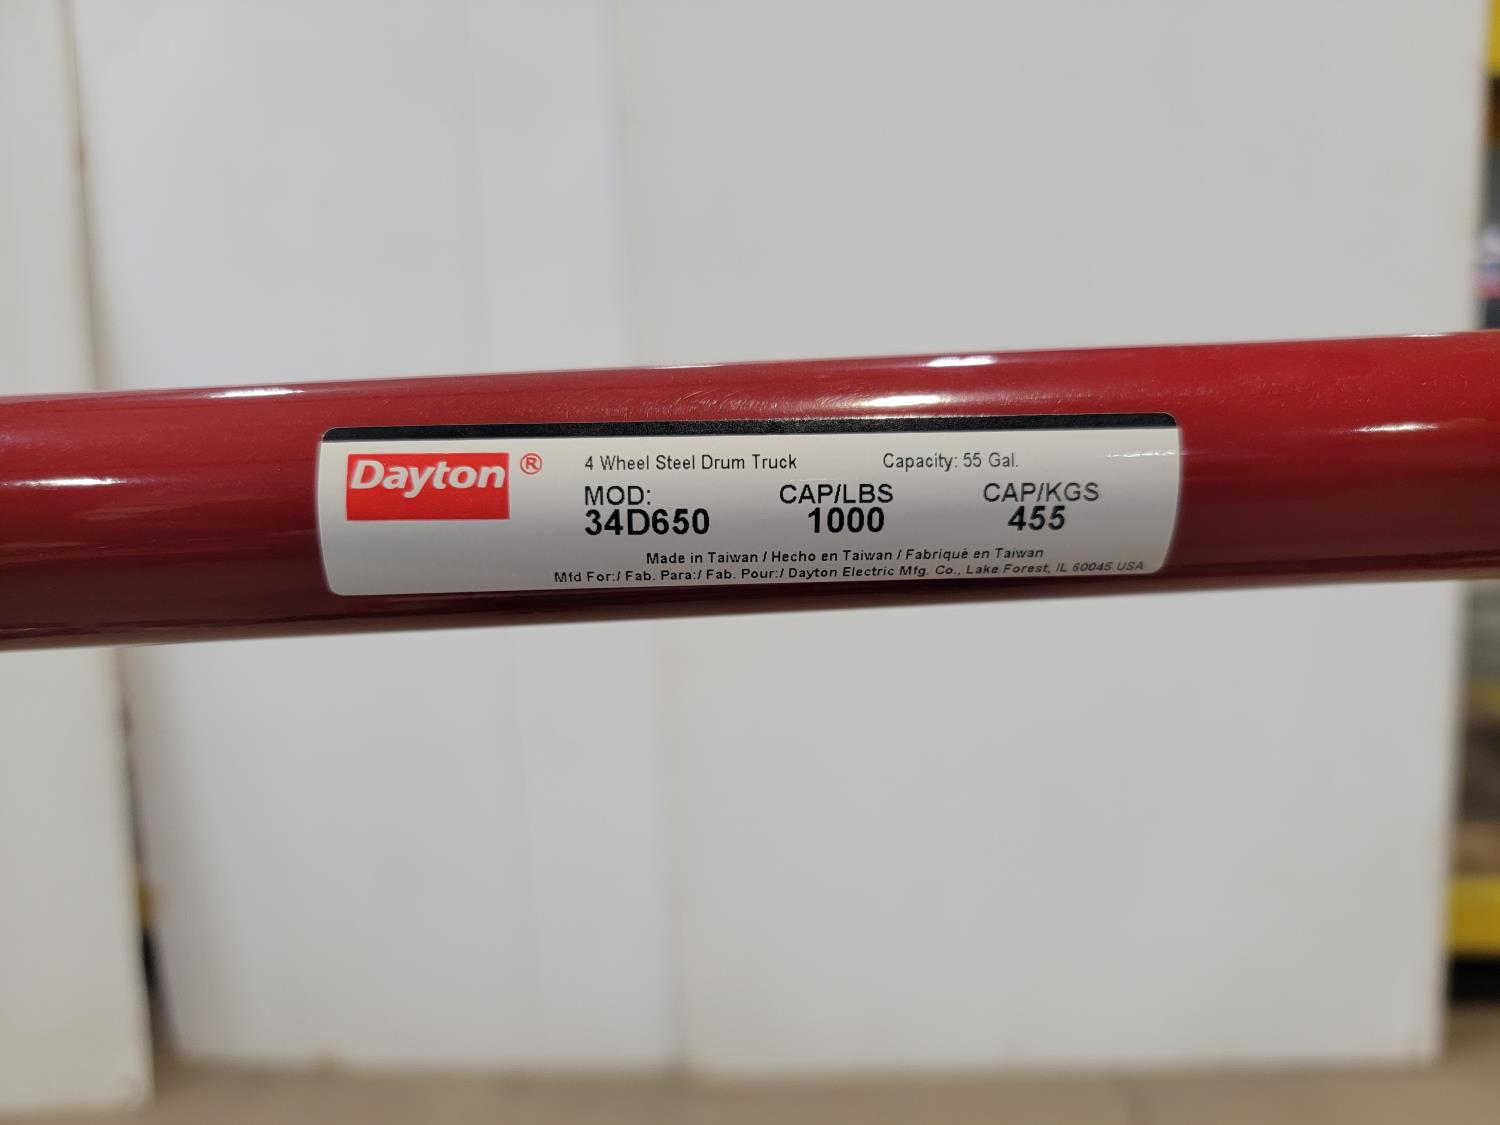 Dayton ®
4 Wheel Steel Drum Truck Capacity: 55 Gal.
MOD: CAP/LBS CAP/KGS
34D650 1000 455
Made in Taiwan / Hecho en Taiwan / Fabriqué en Taiwan
Mfd For:/ Fab. Para:/ Fab. Pour:/ Dayton Electric Mfg. Co., Lake Forest, IL 60045 USA